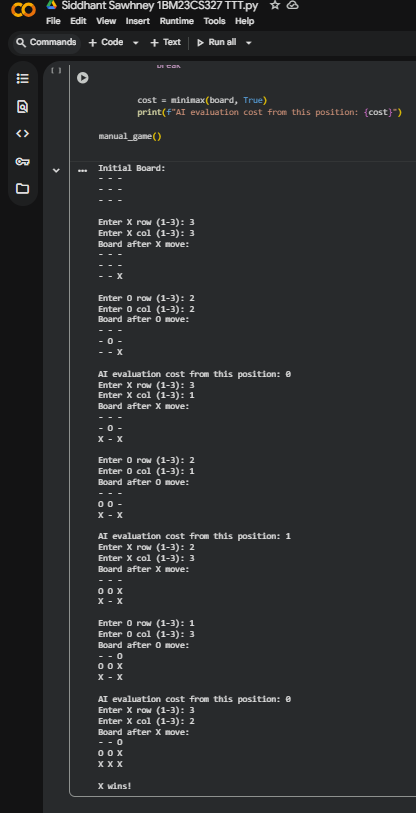 Siddhant Sawhney 1BM23CS327 TTT.py
File Edit View Insert Runtime Tools Help
Commands + Code + Text Run all
[ ]
break
cost = minimax(board, True)
print(f"AI evaluation cost from this position: {cost}")
manual_game()
... Initial Board:
- - -
- - -
- - -
Enter X row (1-3): 3
Enter X col (1-3): 3
Board after X move:
- - -
- - -
- - X
Enter O row (1-3): 2
Enter O col (1-3): 2
Board after O move:
- - -
- O -
- - X
AI evaluation cost from this position: 0
Enter X row (1-3): 3
Enter X col (1-3): 1
Board after X move:
- - -
- O -
X - X
Enter O row (1-3): 2
Enter O col (1-3): 1
Board after O move:
- - -
O O -
X - X
AI evaluation cost from this position: 1
Enter X row (1-3): 2
Enter X col (1-3): 3
Board after X move:
- - -
O O X
X - X
Enter O row (1-3): 1
Enter O col (1-3): 3
Board after O move:
- - O
O O X
X - X
AI evaluation cost from this position: 0
Enter X row (1-3): 3
Enter X col (1-3): 2
Board after X move:
- - O
O O X
X X X
X wins!